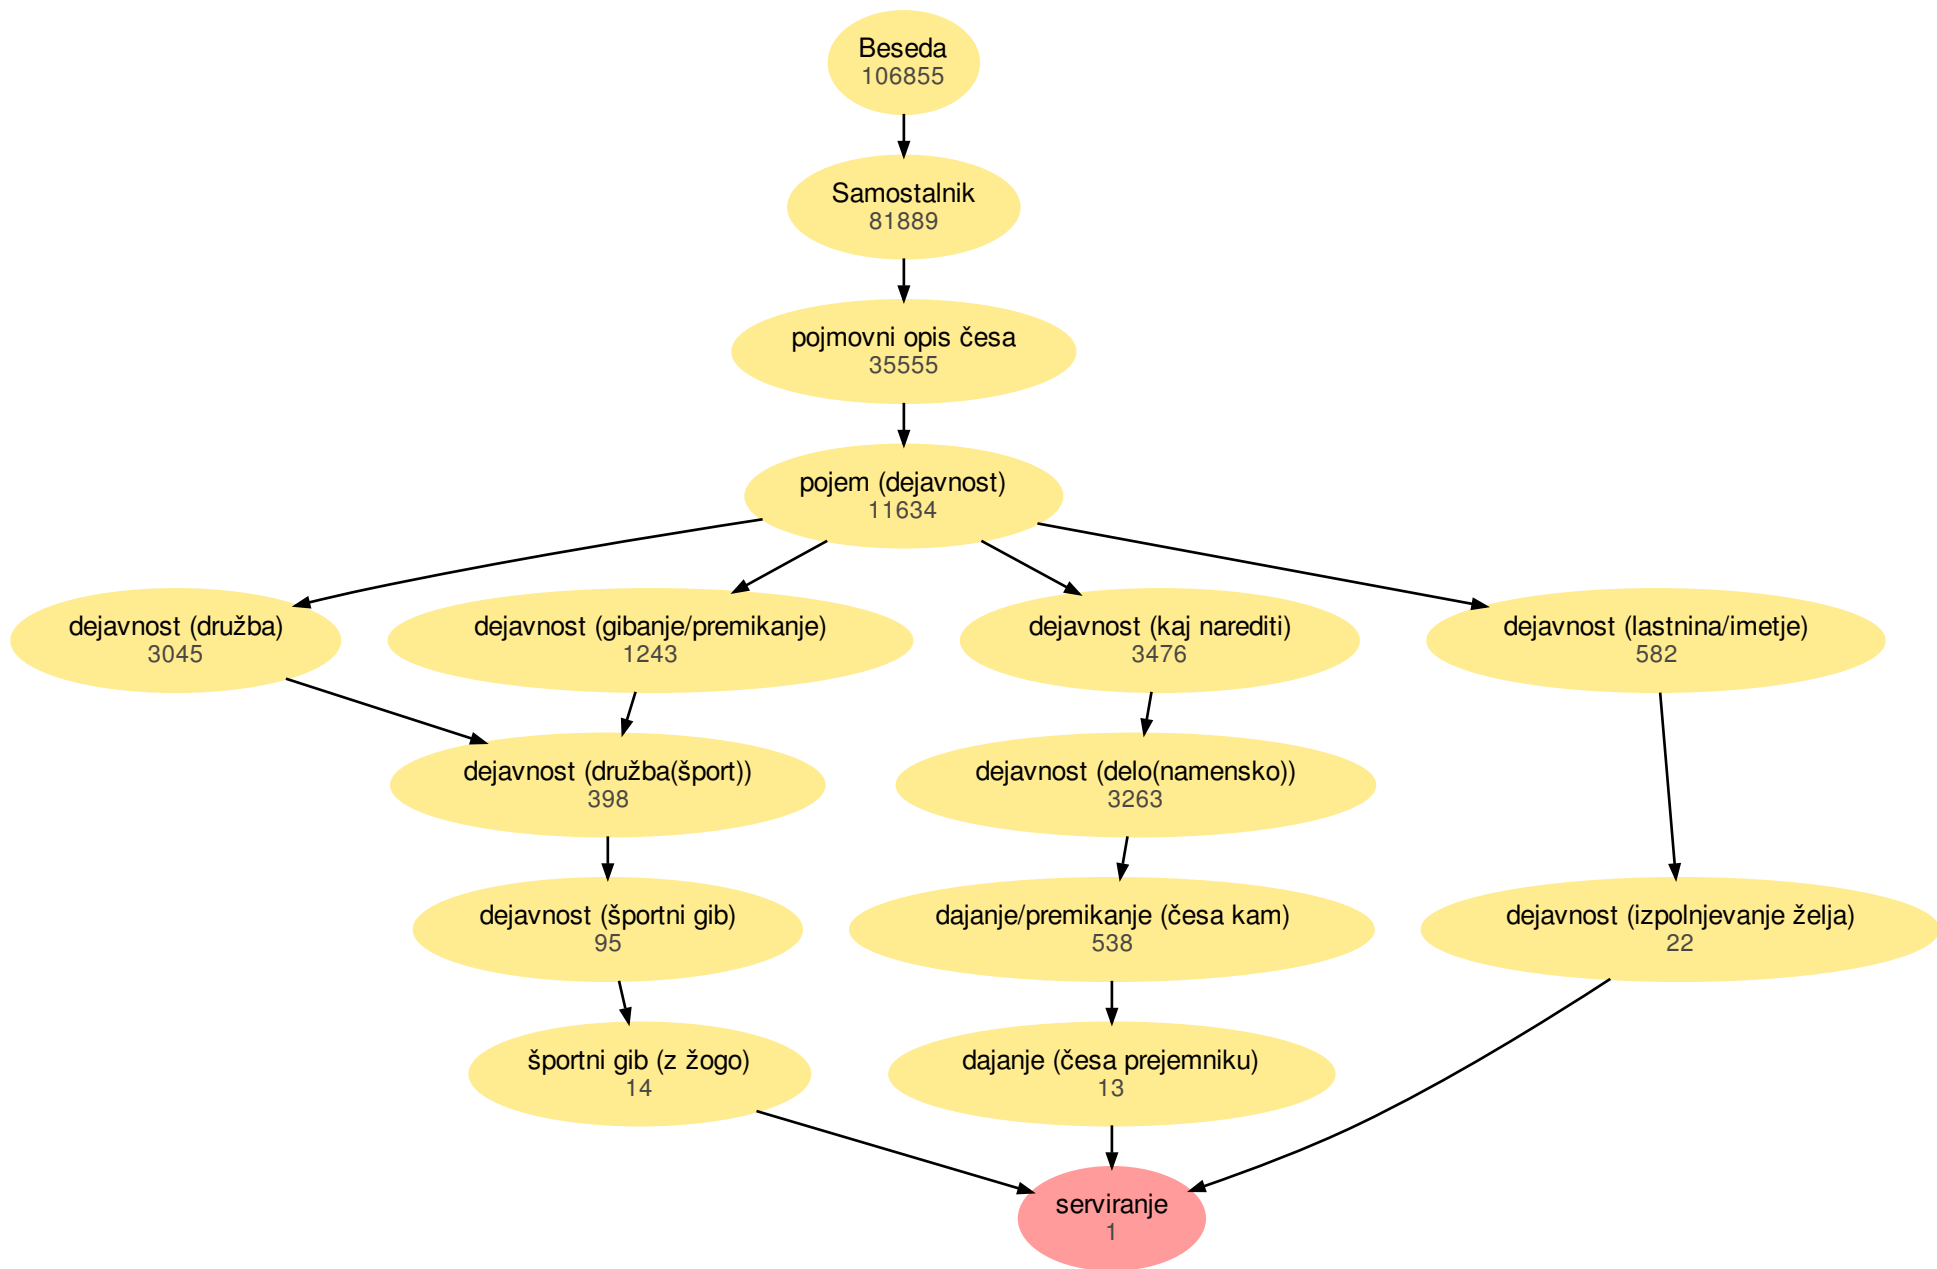 Beseda
106855
Samostalnik
81889
pojmovni opis česa
35555
pojem (dejavnost)
11634
dejavnost (družba)
3045
dejavnost (gibanje/premikanje)
1243
dejavnost (kaj narediti)
3476
dejavnost (lastnina/imetje)
582
dejavnost (družba(šport))
398
dejavnost (delo(namensko))
3263
dejavnost (športni gib)
95
dajanje/premikanje (česa kam)
538
dejavnost (izpolnjevanje želja)
22
športni gib (z žogo)
14
dajanje (česa prejemniku)
13
serviranje
1